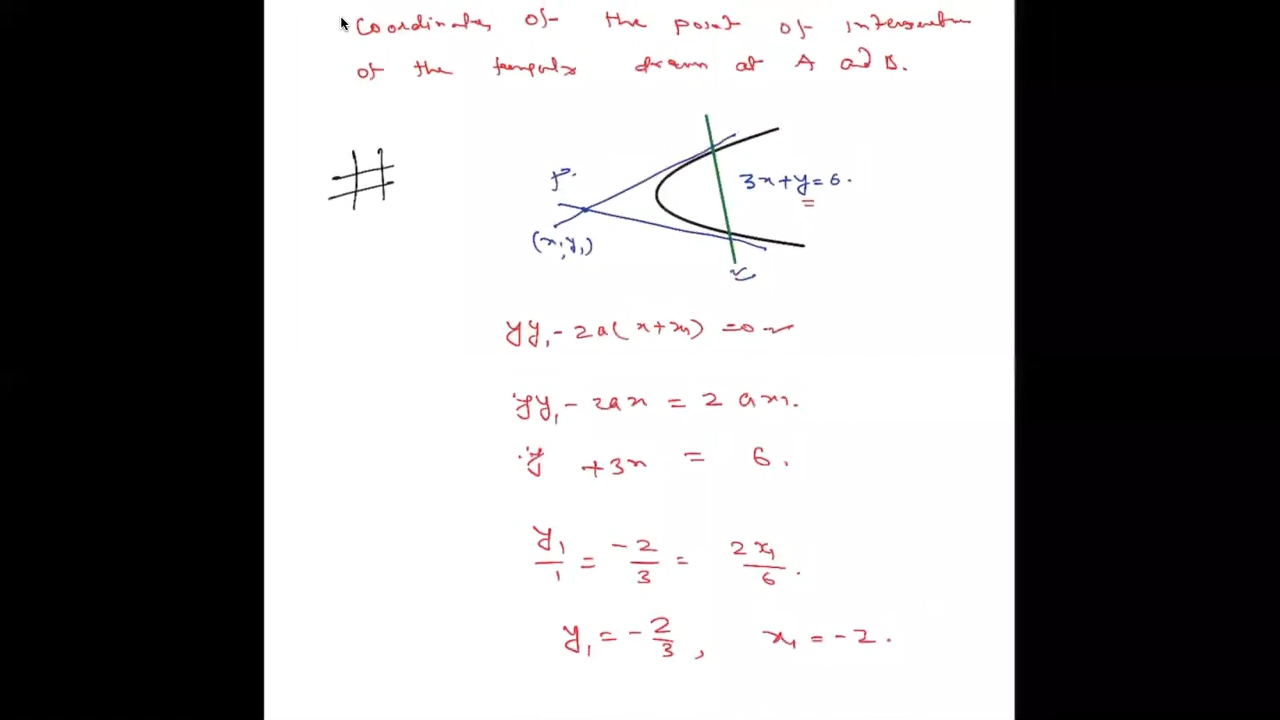 Coordinates of the point of intersection
of the tangents drawn at A and B.
P.
3x+y=6.
(x,y₁)
yy₁-2a(x+x₁)=0
yy₁-2ax=2ax₁.
y +3x = 6.
y₁/1 = -2/3 = 2x₁/6.
y₁=-2/3, x₁=-2.